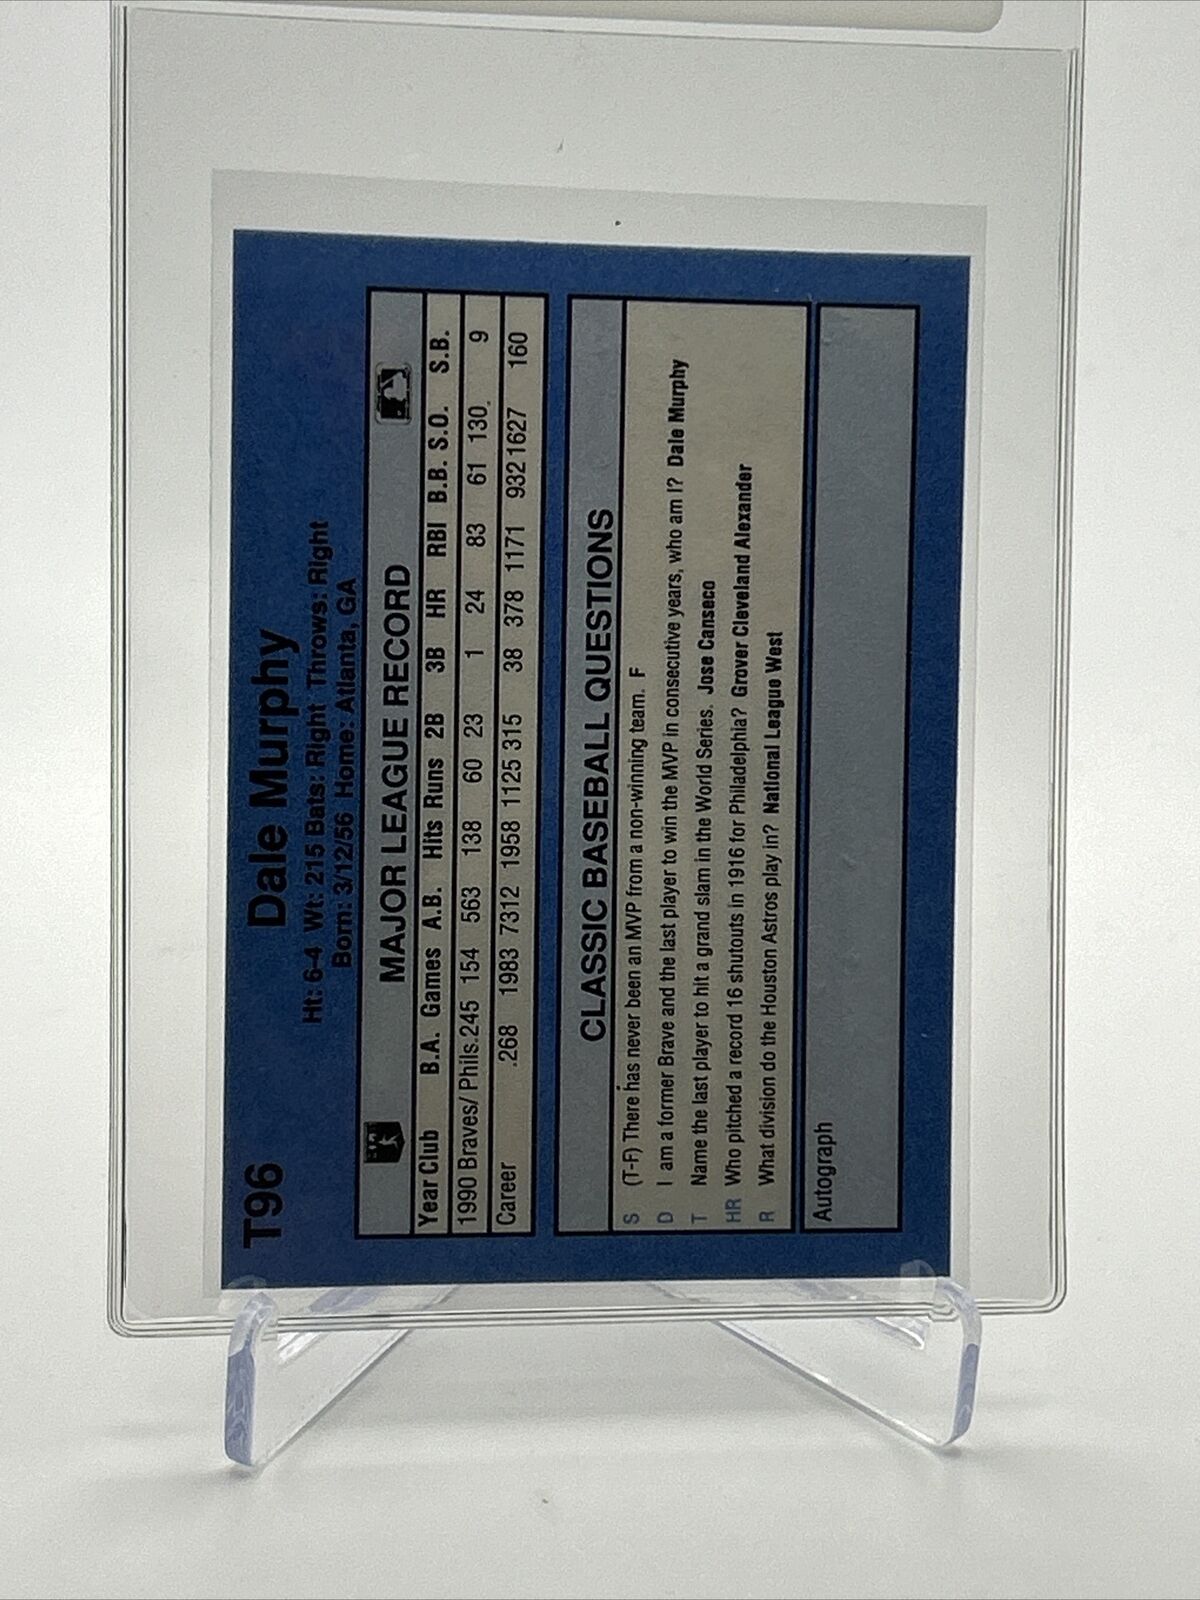 T96
Dale Murphy
Ht: 6-4 Wt: 215 Bats: Right Throws: Right
Born: 3/12/56 Home: Atlanta, GA
MAJOR LEAGUE RECORD
Year Club B.A. Games A.B. Hits Runs 2B 3B HR RBI B.B. S.O. S.B.
1990 Braves/ Phils .245 154 563 138 60 23 1 24 83 61 130 9
Career .268 1983 7312 1958 1125 315 38 378 1171 932 1627 160
CLASSIC BASEBALL QUESTIONS
S (T-F) There has never been an MVP from a non-winning team. F
D I am a former Brave and the last player to win the MVP in consecutive years, who am I? Dale Murphy
T Name the last player to hit a grand slam in the World Series. Jose Canseco
HR Who pitched a record 16 shutouts in 1916 for Philadelphia? Grover Cleveland Alexander
R What division do the Houston Astros play in? National League West
Autograph